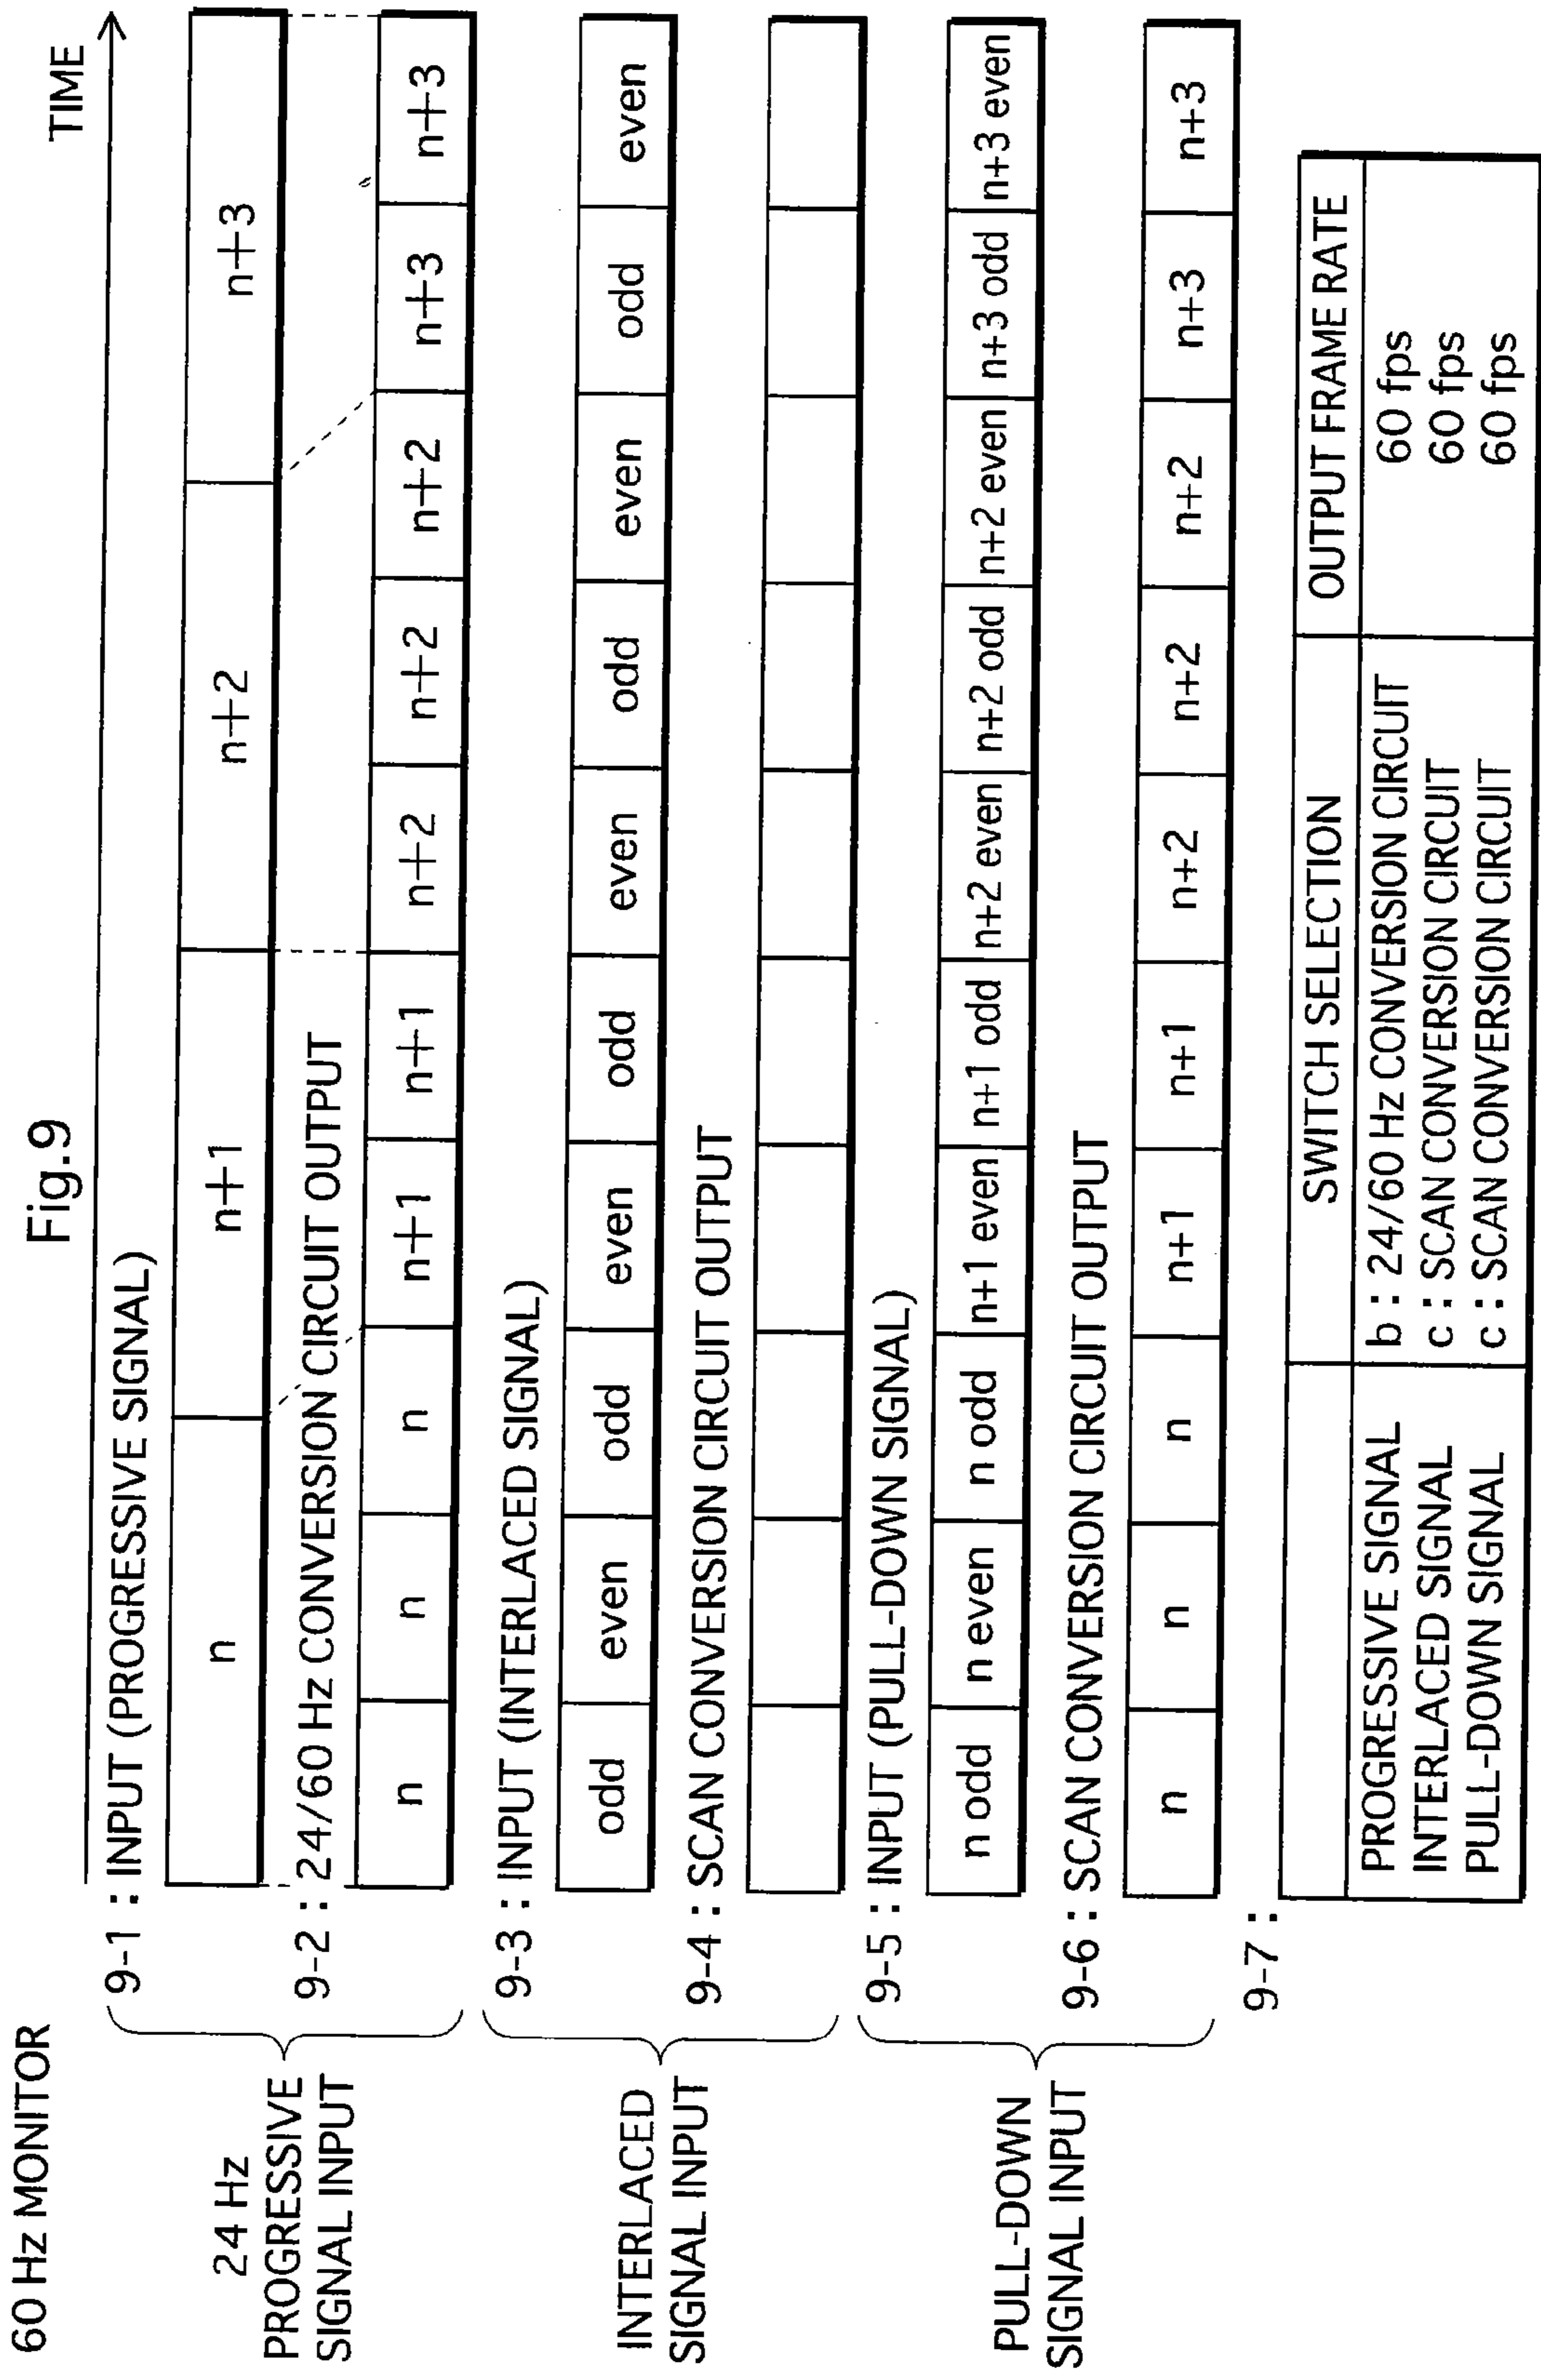 Fig.9
60 Hz MONITOR
TIME
24 Hz
PROGRESSIVE
SIGNAL INPUT
9-1 : INPUT (PROGRESSIVE SIGNAL)
n n+1 n+2 n+3
9-2 : 24/60 Hz CONVERSION CIRCUIT OUTPUT
n n n n+1 n+1 n+2 n+2 n+2 n+3 n+3
INTERLACED
SIGNAL INPUT
9-3 : INPUT (INTERLACED SIGNAL)
odd even odd even odd even odd even odd even
9-4 : SCAN CONVERSION CIRCUIT OUTPUT
PULL-DOWN
SIGNAL INPUT
9-5 : INPUT (PULL-DOWN SIGNAL)
n odd n even n odd n+1 even n+1 odd n+2 even n+2 odd n+2 even n+3 odd n+3 even
9-6 : SCAN CONVERSION CIRCUIT OUTPUT
n n n n+1 n+1 n+2 n+2 n+2 n+3 n+3
9-7 :
SWITCH SELECTION OUTPUT FRAME RATE
PROGRESSIVE SIGNAL b : 24/60 Hz CONVERSION CIRCUIT 60 fps
INTERLACED SIGNAL c : SCAN CONVERSION CIRCUIT 60 fps
PULL-DOWN SIGNAL c : SCAN CONVERSION CIRCUIT 60 fps